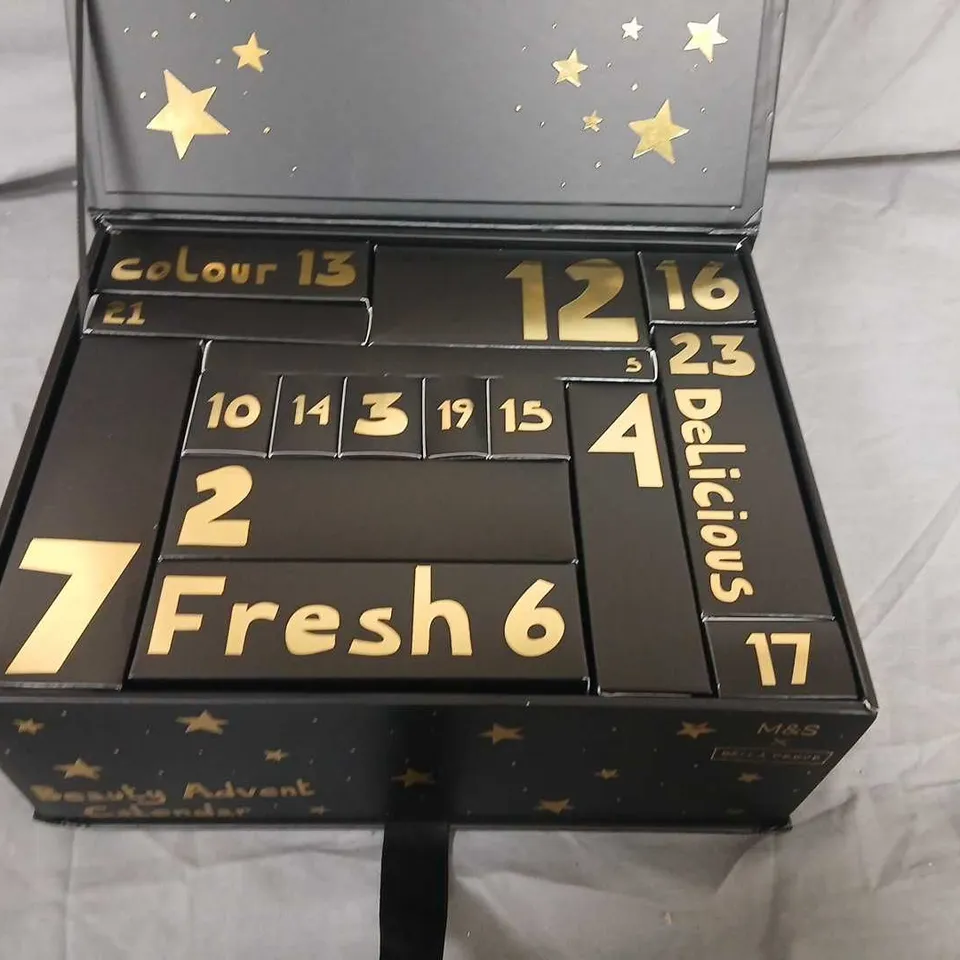 colour 13
12
16
21
5
23
Delicious
10
14
3
19
15
4
2
7
Fresh 6
17
M&S
x
Beauty Advent
Calendar